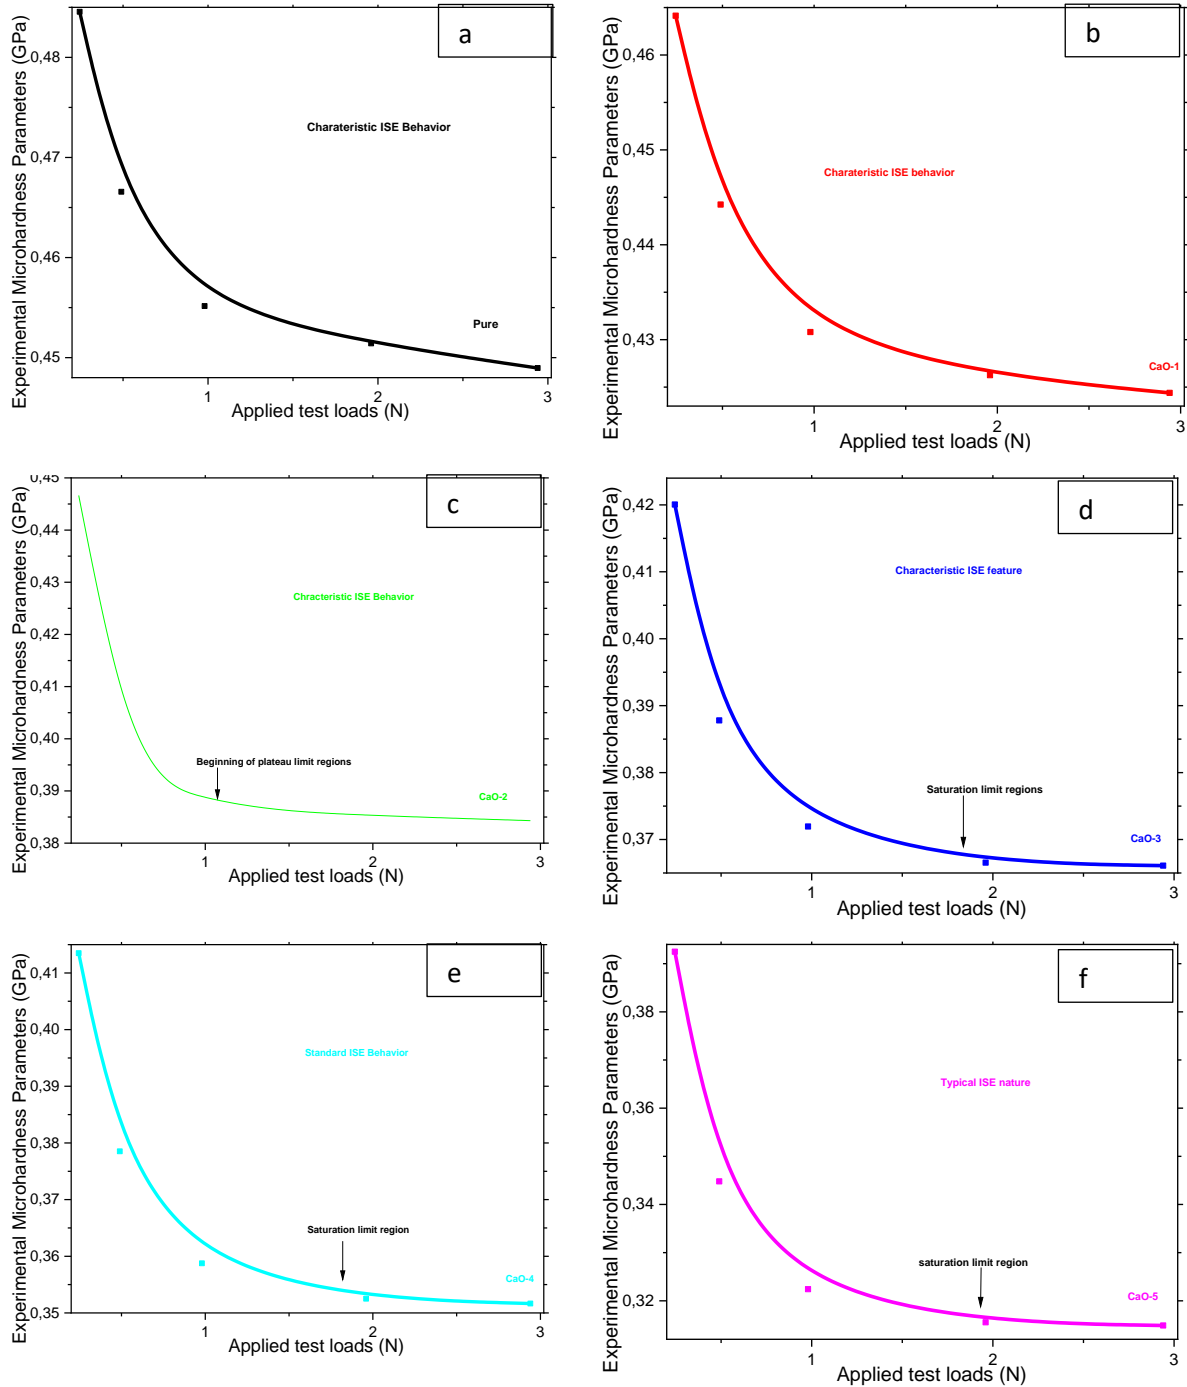 a
Experimental Microhardness Parameters (GPa)
0,48
0,47
0,46
0,45
Charateristic ISE Behavior
Pure
1
2
3
Applied test loads (N)
b
Experimental Microhardness Parameters (GPa)
0,46
0,45
0,44
0,43
Charateristic ISE behavior
CaO-1
1
2
3
Applied test loads (N)
c
Experimental Microhardness Parameters (GPa)
0,45
0,44
0,43
0,42
0,41
0,40
0,39
0,38
Chracteristic ISE Behavior
Beginning of plateau limit regions
CaO-2
1
2
3
Applied test loads (N)
d
Experimental Microhardness Parameters (GPa)
0,42
0,41
0,40
0,39
0,38
0,37
Characteristic ISE feature
Saturation limit regions
CaO-3
1
2
3
Applied test loads (N)
e
Experimental Microhardness Parameters (GPa)
0,41
0,40
0,39
0,38
0,37
0,36
0,35
Standard ISE Behavior
Saturation limit region
CaO-4
1
2
3
Applied test loads (N)
f
Experimental Microhardness Parameters (GPa)
0,38
0,36
0,34
0,32
Typical ISE nature
saturation limit region
CaO-5
1
2
3
Applied test loads (N)